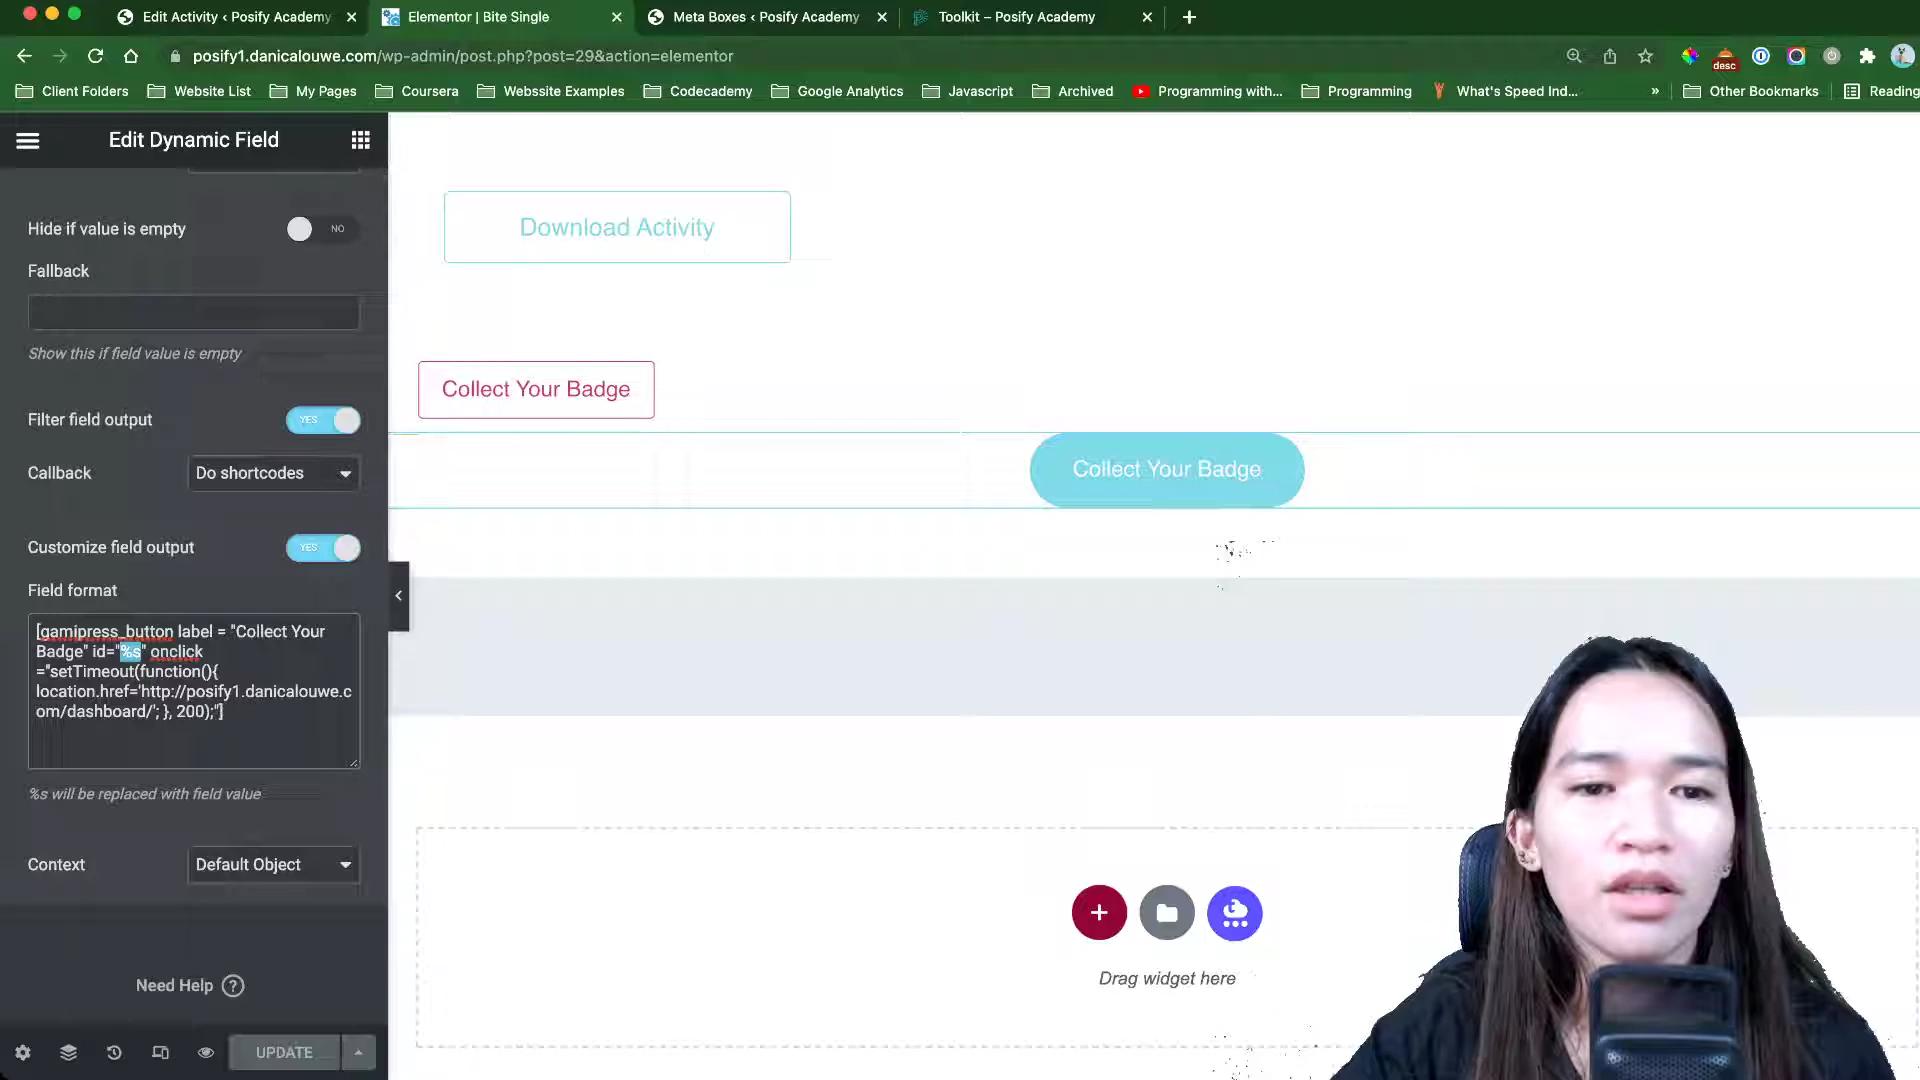 Edit Activity ‹ Posify Academy
Elementor | Bite Single
Meta Boxes ‹ Posify Academy
Toolkit – Posify Academy
posify1.danicalouwe.com/wp-admin/post.php?post=29&action=elementor
desc
Client Folders
Website List
My Pages
Coursera
Webssite Examples
Codecademy
Google Analytics
Javascript
Archived
Programming with...
Programming
What's Speed Ind...
»
Other Bookmarks
Reading
Edit Dynamic Field
Hide if value is empty
NO
Fallback
Show this if field value is empty
Filter field output
YES
Callback
Do shortcodes
Customize field output
YES
Field format
[gamipress_button label = "Collect Your
Badge" id="%s" onclick
="setTimeout(function(){
location.href='http://posify1.danicalouwe.c
om/dashboard/'; }, 200);"]
%s will be replaced with field value
Context
Default Object
Need Help ?
UPDATE
Download Activity
Collect Your Badge
Collect Your Badge
Drag widget here